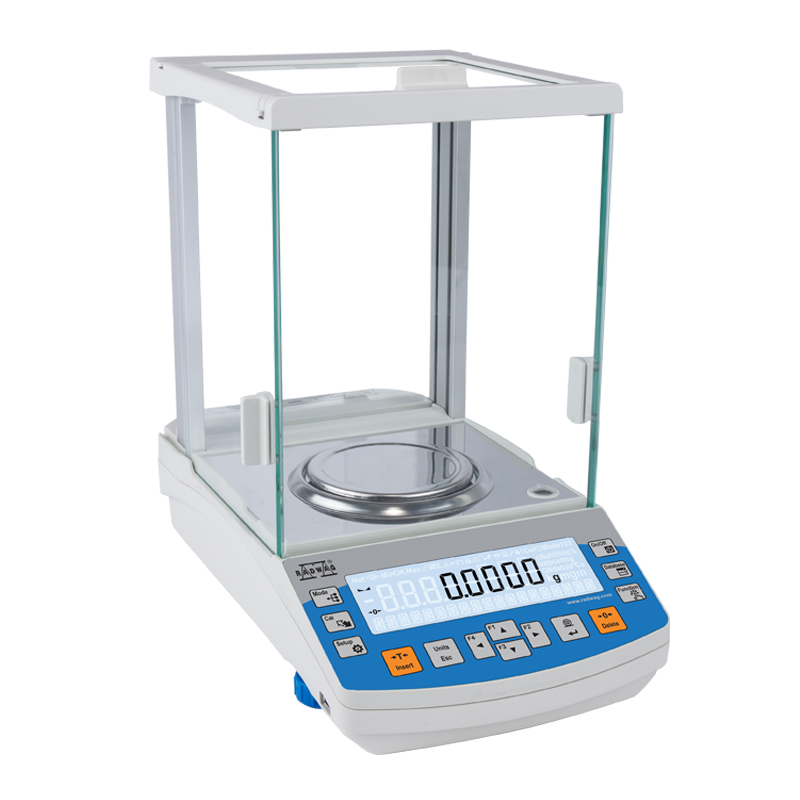 RADWAG®
0.0000 g
→0←
www.radwag.com
Mode
Cal
Setup
On/Off
Database
Function
→T←
Insert
Units
Esc
F4
F1
F3
F2
→0←
Delete